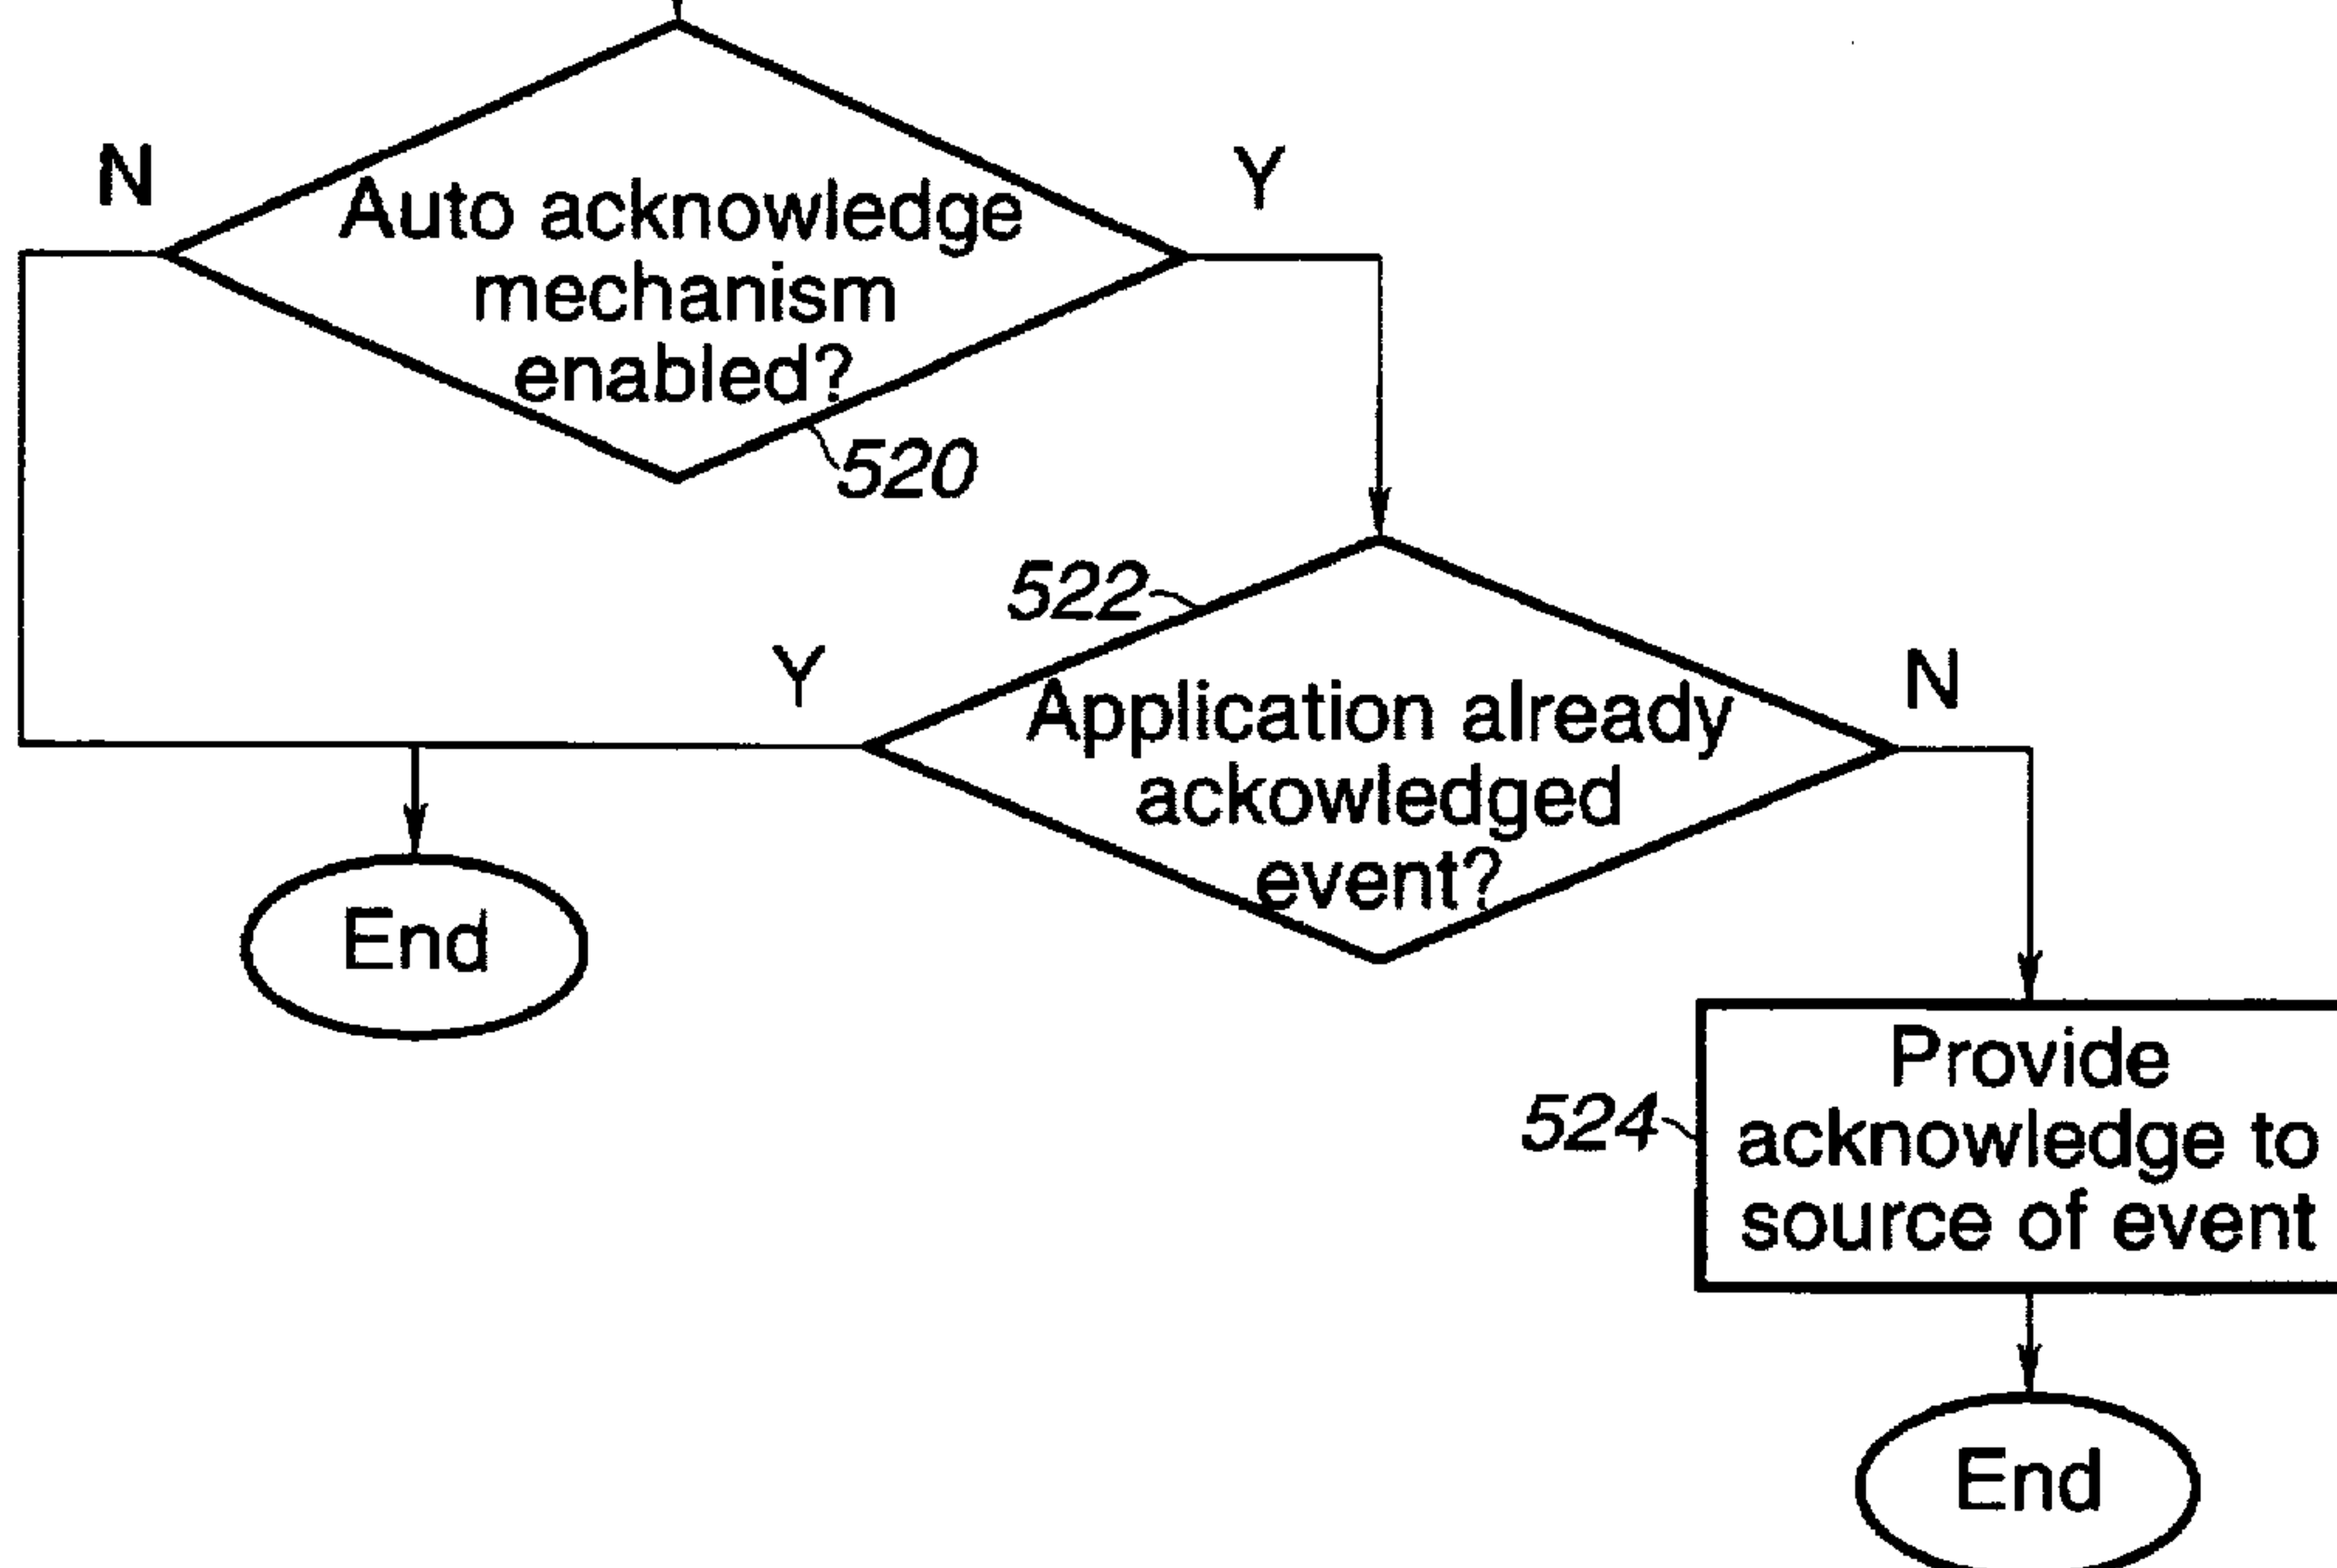 N
Y
Auto acknowledge
mechanism
enabled?
520
522
Y
N
Application already
ackowledged
event?
End
Provide
acknowledge to
source of event
524
End